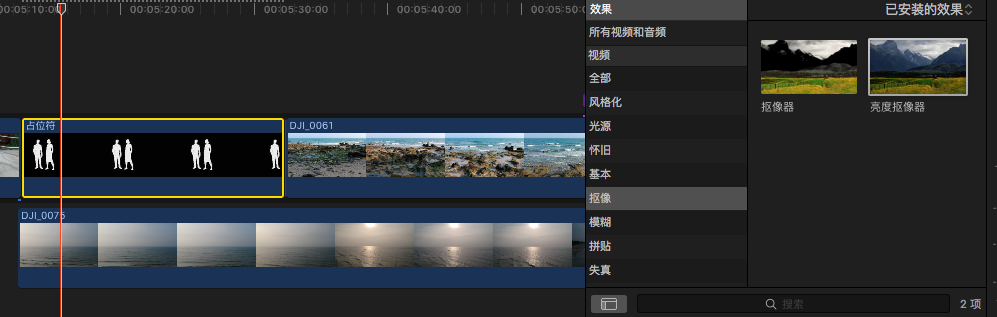 00:05:10:00
00:05:20:00
00:05:30:00
00:05:40:00
00:05:50:0
占位符
DJI_0061
DJI_0075
效果
已安装的效果
所有视频和音频
视频
全部
风格化
光源
怀旧
基本
抠像
模糊
拼贴
失真
抠像器
亮度抠像器
搜索
2 项